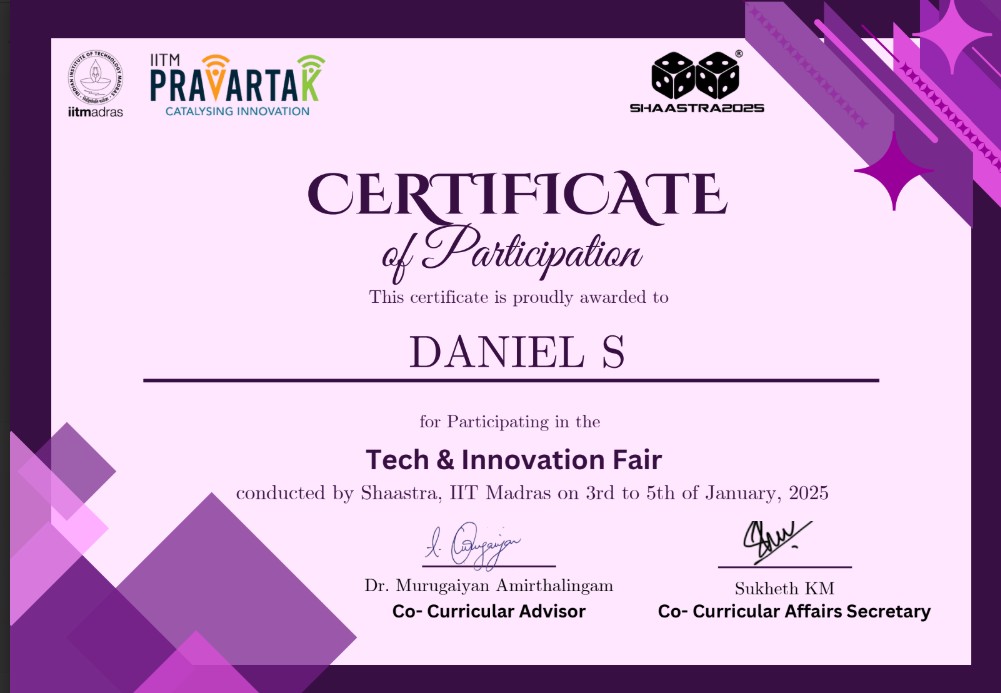 INDIAN INSTITUTE OF TECHNOLOGY MADRAS
iitmadras
IITM
PRAVARTAK
CATALYSING INNOVATION
SHAASTRA2025
®
CERTIFICATE
of Participation
This certificate is proudly awarded to
DANIEL S
for Participating in the
Tech & Innovation Fair
conducted by Shaastra, IIT Madras on 3rd to 5th of January, 2025
Dr. Murugaiyan Amirthalingam
Co- Curricular Advisor
Sukheth KM
Co- Curricular Affairs Secretary